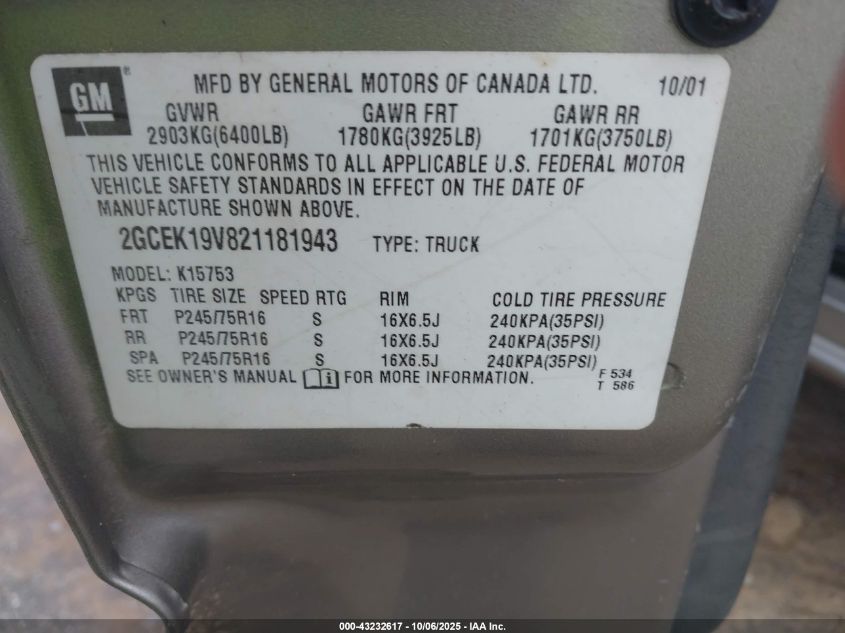 GM®
MFD BY GENERAL MOTORS OF CANADA LTD. 10/01
GVWR GAWR FRT GAWR RR
2903KG(6400LB) 1780KG(3925LB) 1701KG(3750LB)
THIS VEHICLE CONFORMS TO ALL APPLICABLE U.S. FEDERAL MOTOR
VEHICLE SAFETY STANDARDS IN EFFECT ON THE DATE OF
MANUFACTURE SHOWN ABOVE.
2GCEK19V821181943 TYPE: TRUCK
MODEL: K15753
KPGS TIRE SIZE SPEED RTG RIM COLD TIRE PRESSURE
FRT P245/75R16 S 16X6.5J 240KPA(35PSI)
RR P245/75R16 S 16X6.5J 240KPA(35PSI)
SPA P245/75R16 S 16X6.5J 240KPA(35PSI)
SEE OWNER'S MANUAL i FOR MORE INFORMATION. F 534
T 586
000-43232617 - 10/06/2025 - IAA Inc.